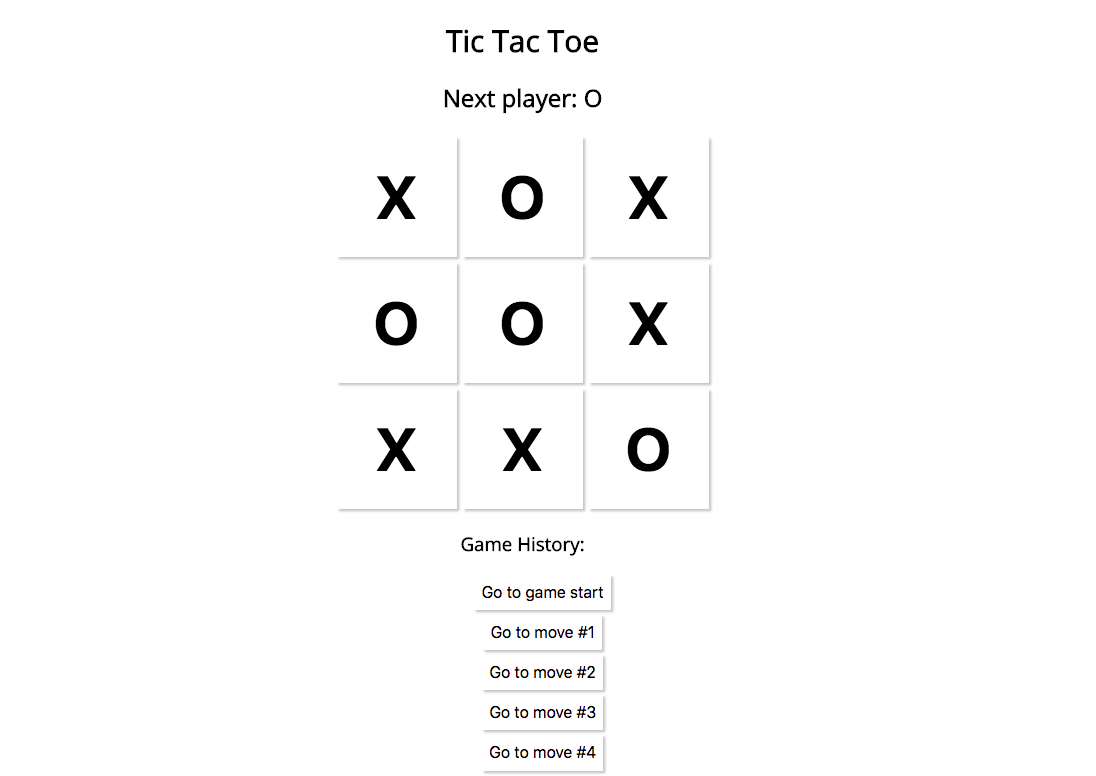 Tic Tac Toe
Next player: O
X O X
O O X
X X O
Game History:
Go to game start
Go to move #1
Go to move #2
Go to move #3
Go to move #4